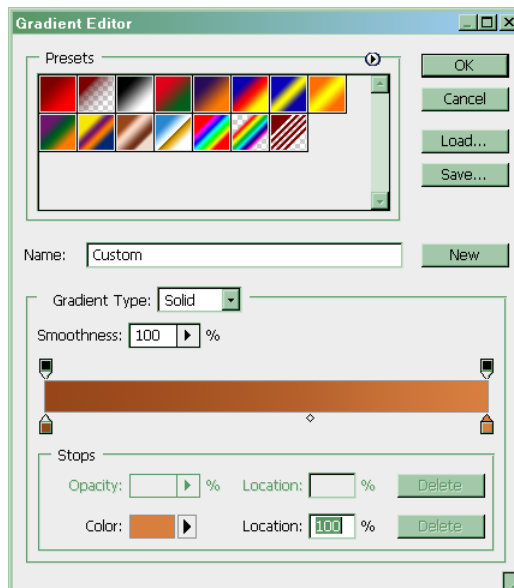 Gradient Editor
Presets
OK
Cancel
Load...
Save...
Name: Custom New
Gradient Type: Solid
Smoothness: 100 %
Stops
Opacity: % Location: % Delete
Color: Location: 100 % Delete